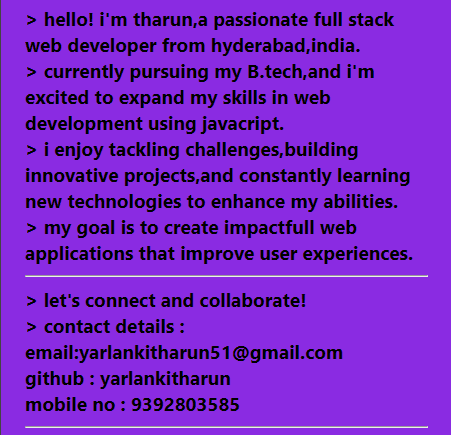 > hello! i'm tharun,a passionate full stack
web developer from hyderabad,india.
> currently pursuing my B.tech,and i'm
excited to expand my skills in web
development using javacript.
> i enjoy tackling challenges,building
innovative projects,and constantly learning
new technologies to enhance my abilities.
> my goal is to create impactfull web
applications that improve user experiences.
> let's connect and collaborate!
> contact details :
email:yarlankitharun51@gmail.com
github : yarlankitharun
mobile no : 9392803585